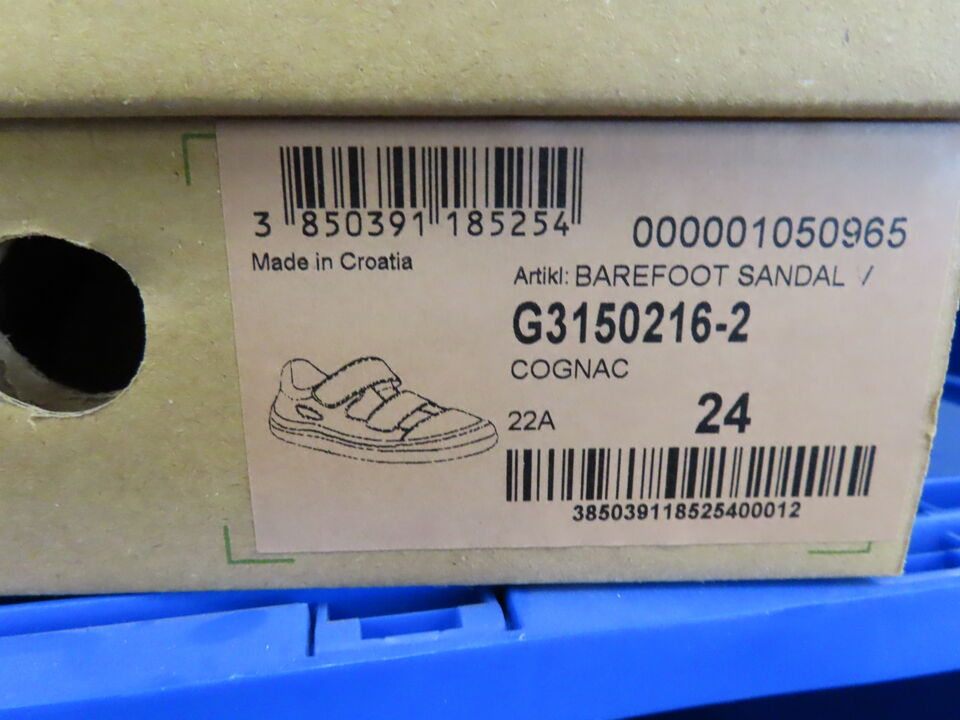 3 850391 185254
000001050965
Made in Croatia
Artikl: BAREFOOT SANDAL V
G3150216-2
COGNAC
22A 24
385039118525400012